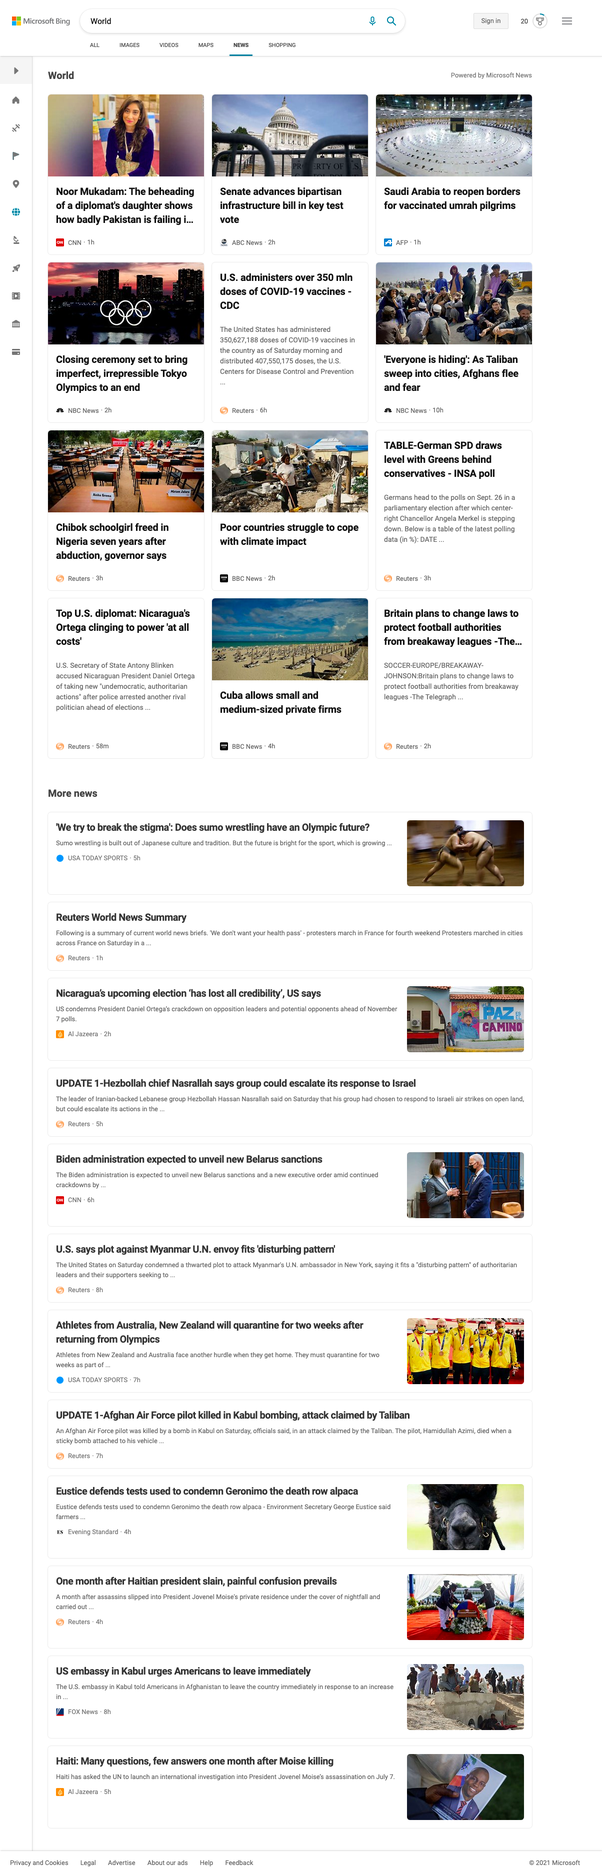 Microsoft Bing
World
Sign in
20
ALL
IMAGES
VIDEOS
MAPS
NEWS
SHOPPING
World
Powered by Microsoft News
Noor Mukadam: The beheading
of a diplomat's daughter shows
how badly Pakistan is failing i...
CNN · 1h
Senate advances bipartisan
infrastructure bill in key test
vote
ABC News · 2h
Saudi Arabia to reopen borders
for vaccinated umrah pilgrims
AFP · 1h
Closing ceremony set to bring
imperfect, irrepressible Tokyo
Olympics to an end
NBC News · 2h
U.S. administers over 350 mln
doses of COVID-19 vaccines -
CDC
The United States has administered
350,627,188 doses of COVID-19 vaccines in
the country as of Saturday morning and
distributed 407,550,175 doses, the U.S.
Centers for Disease Control and Prevention
...
Reuters · 6h
'Everyone is hiding': As Taliban
sweep into cities, Afghans flee
and fear
NBC News · 10h
Chibok schoolgirl freed in
Nigeria seven years after
abduction, governor says
Reuters · 3h
Poor countries struggle to cope
with climate impact
BBC News · 2h
TABLE-German SPD draws
level with Greens behind
conservatives - INSA poll
Germans head to the polls on Sept. 26 in a
parliamentary election after which center-
right Chancellor Angela Merkel is stepping
down. Below is a table of the latest polling
data (in %): DATE ...
Reuters · 3h
Top U.S. diplomat: Nicaragua's
Ortega clinging to power 'at all
costs'
U.S. Secretary of State Antony Blinken
accused Nicaraguan President Daniel Ortega
of taking new "undemocratic, authoritarian
actions" after police arrested another rival
politician ahead of elections ...
Reuters · 58m
Cuba allows small and
medium-sized private firms
BBC News · 4h
Britain plans to change laws to
protect football authorities
from breakaway leagues -The...
SOCCER-EUROPE/BREAKAWAY-
JOHNSON:Britain plans to change laws to
protect football authorities from breakaway
leagues -The Telegraph ...
Reuters · 2h
More news
'We try to break the stigma': Does sumo wrestling have an Olympic future?
Sumo wrestling is built out of Japanese culture and tradition. But the future is bright for the sport, which is growing ...
USA TODAY SPORTS · 5h
Reuters World News Summary
Following is a summary of current world news briefs. 'We don't want your health pass' - protesters march in France for fourth weekend Protesters marched in cities
across France on Saturday in a ...
Reuters · 1h
Nicaragua's upcoming election 'has lost all credibility', US says
US condemns President Daniel Ortega's crackdown on opposition leaders and potential opponents ahead of November
7 polls.
Al Jazeera · 2h
PAZ
CAMINO
UPDATE 1-Hezbollah chief Nasrallah says group could escalate its response to Israel
The leader of Iranian-backed Lebanese group Hezbollah Hassan Nasrallah said on Saturday that his group had chosen to respond to Israeli air strikes on open land,
but could escalate its actions in the ...
Reuters · 5h
Biden administration expected to unveil new Belarus sanctions
The Biden administration is expected to unveil new Belarus sanctions and a new executive order amid continued
crackdowns by ...
CNN · 6h
U.S. says plot against Myanmar U.N. envoy fits 'disturbing pattern'
The United States on Saturday condemned a thwarted plot to attack Myanmar's U.N. ambassador in New York, saying it fits a "disturbing pattern" of authoritarian
leaders and their supporters seeking to ...
Reuters · 8h
Athletes from Australia, New Zealand will quarantine for two weeks after
returning from Olympics
Athletes from New Zealand and Australia face another hurdle when they get home. They must quarantine for two
weeks as part of ...
USA TODAY SPORTS · 7h
UPDATE 1-Afghan Air Force pilot killed in Kabul bombing, attack claimed by Taliban
An Afghan Air Force pilot was killed by a bomb in Kabul on Saturday, officials said, in an attack claimed by the Taliban. The pilot, Hamidullah Azimi, died when a
sticky bomb attached to his vehicle ...
Reuters · 7h
Eustice defends tests used to condemn Geronimo the death row alpaca
Eustice defends tests used to condemn Geronimo the death row alpaca - Environment Secretary George Eustice said
farmers ...
Evening Standard · 4h
One month after Haitian president slain, painful confusion prevails
A month after assassins slipped into President Jovenel Moise's private residence under the cover of nightfall and
carried out ...
Reuters · 4h
US embassy in Kabul urges Americans to leave immediately
The U.S. embassy in Kabul told Americans in Afghanistan to leave the country immediately in response to an increase
in ...
FOX News · 8h
Haiti: Many questions, few answers one month after Moise killing
Haiti has asked the UN to launch an international investigation into President Jovenel Moise's assassination on July 7.
Al Jazeera · 5h
Privacy and Cookies
Legal
Advertise
About our ads
Help
Feedback
© 2021 Microsoft